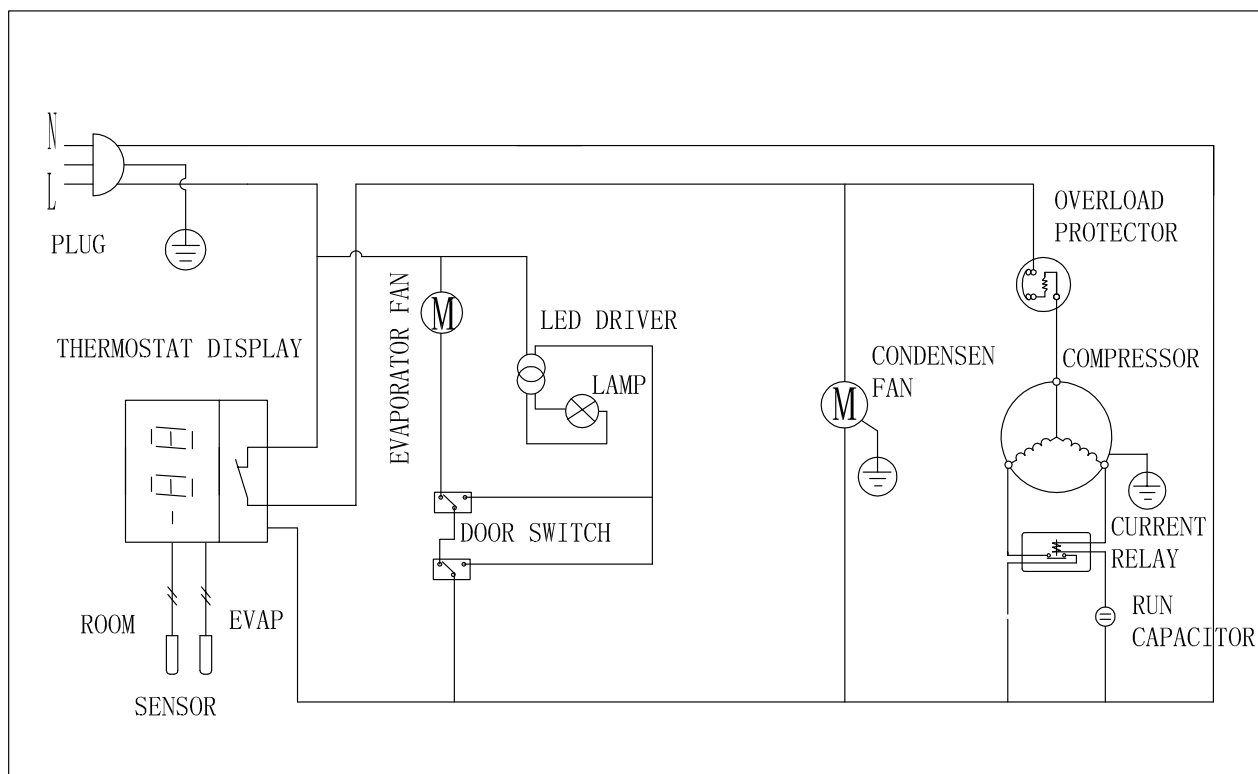 N
L
PLUG
OVERLOAD
PROTECTOR
THERMOSTAT DISPLAY
EVAPORATOR FAN
M
LED DRIVER
LAMP
M
CONDENSEN
FAN
COMPRESSOR
DOOR SWITCH
CURRENT
RELAY
ROOM
EVAP
SENSOR
RUN
CAPACITOR